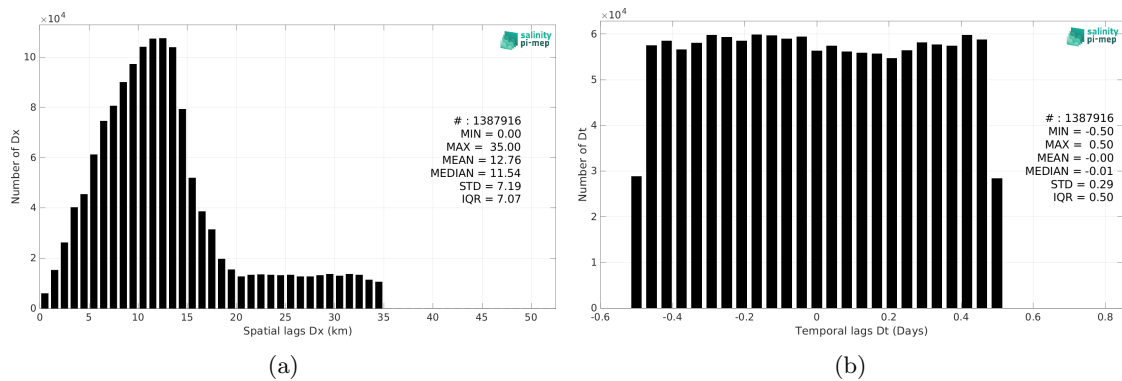 ×10⁴
10
8
6
4
2
0
Number of Dx
salinity
pi-mep
# : 1387916
MIN = 0.00
MAX = 35.00
MEAN = 12.76
MEDIAN = 11.54
STD = 7.19
IQR = 7.07
0 5 10 15 20 25 30 35 40 45 50
Spatial lags Dx (km)
(a)
×10⁴
6
5
4
3
2
1
0
Number of Dt
salinity
pi-mep
# : 1387916
MIN = -0.50
MAX = 0.50
MEAN = -0.00
MEDIAN = -0.01
STD = 0.29
IQR = 0.50
-0.6 -0.4 -0.2 0 0.2 0.4 0.6 0.8
Temporal lags Dt (Days)
(b)